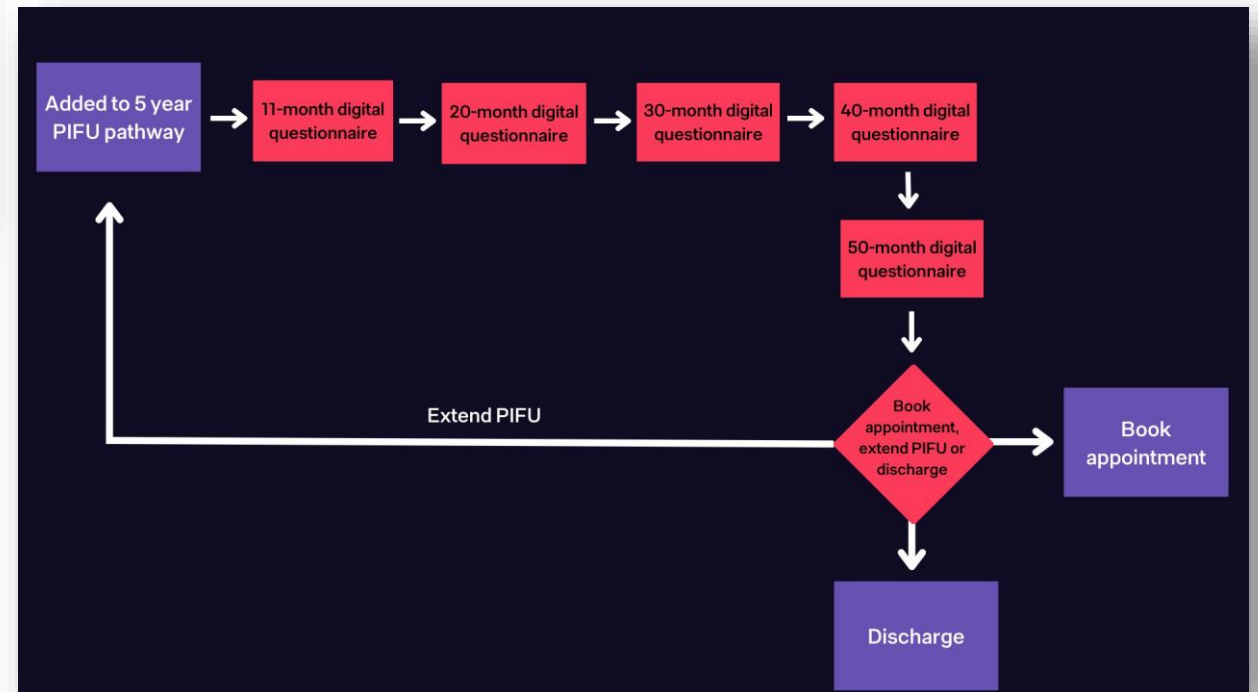 Added to 5 year
PIFU pathway
11-month digital
questionnaire
20-month digital
questionnaire
30-month digital
questionnaire
40-month digital
questionnaire
50-month digital
questionnaire
Book
appointment,
extend PIFU or
discharge
Extend PIFU
Book
appointment
Discharge